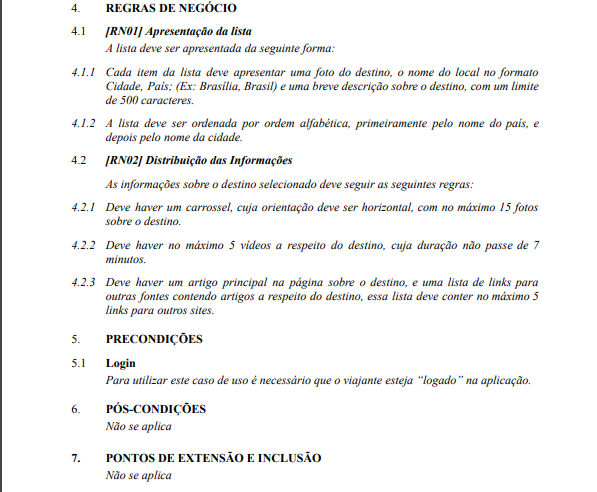 4. REGRAS DE NEGÓCIO
4.1 [RN01] Apresentação da lista
A lista deve ser apresentada da seguinte forma:
4.1.1 Cada item da lista deve apresentar uma foto do destino, o nome do local no formato
Cidade, País; (Ex: Brasília, Brasil) e uma breve descrição sobre o destino, com um limite
de 500 caracteres.
4.1.2 A lista deve ser ordenada por ordem alfabética, primeiramente pelo nome do país, e
depois pelo nome da cidade.
4.2 [RN02] Distribuição das Informações
As informações sobre o destino selecionado deve seguir as seguintes regras:
4.2.1 Deve haver um carrossel, cuja orientação deve ser horizontal, com no máximo 15 fotos
sobre o destino.
4.2.2 Deve haver no máximo 5 vídeos a respeito do destino, cuja duração não passe de 7
minutos.
4.2.3 Deve haver um artigo principal na página sobre o destino, e uma lista de links para
outras fontes contendo artigos a respeito do destino, essa lista deve conter no máximo 5
links para outros sites.
5. PRECONDIÇÕES
5.1 Login
Para utilizar este caso de uso é necessário que o viajante esteja “logado” na aplicação.
6. PÓS-CONDIÇÕES
Não se aplica
7. PONTOS DE EXTENSÃO E INCLUSÃO
Não se aplica